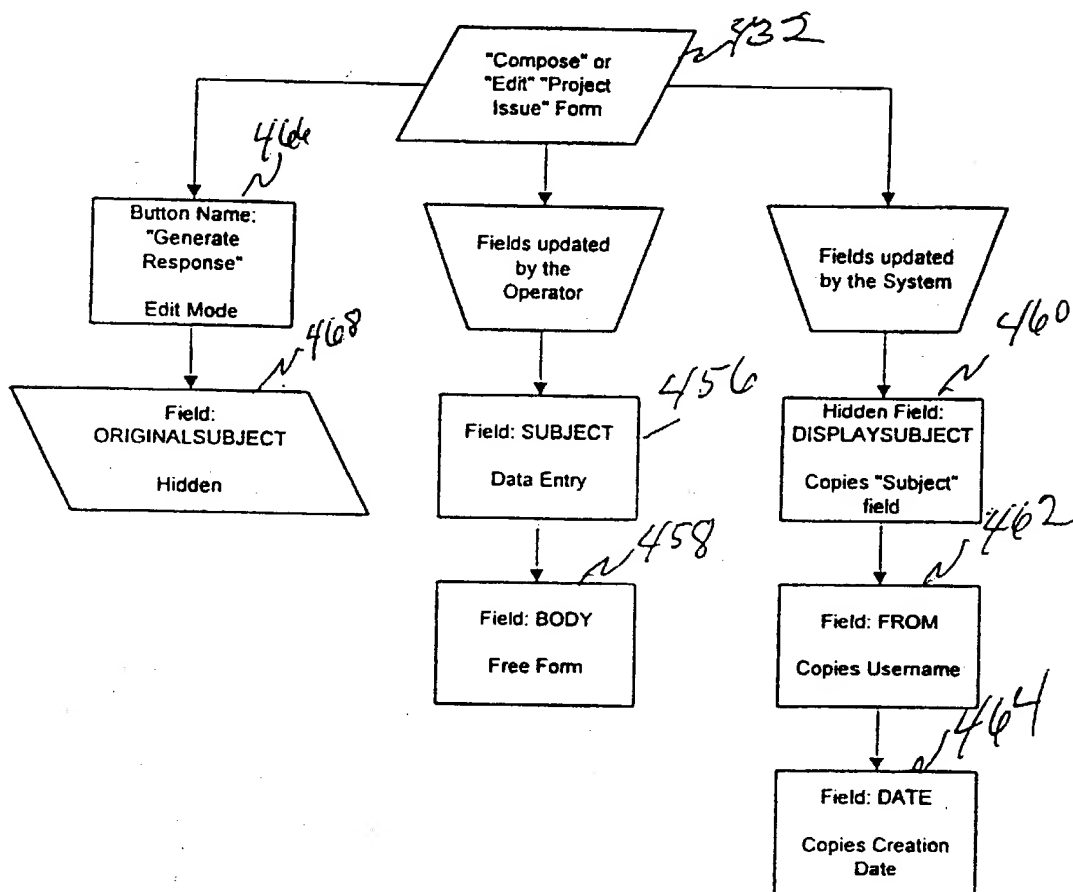 "Compose" or
"Edit" "Project
Issue" Form
432
466
Button Name:
"Generate
Response"
Edit Mode
468
Field:
ORIGINALSUBJECT
Hidden
Fields updated
by the
Operator
456
Field: SUBJECT
Data Entry
458
Field: BODY
Free Form
Fields updated
by the System
460
Hidden Field:
DISPLAYSUBJECT
Copies "Subject"
field
462
Field: FROM
Copies Username
464
Field: DATE
Copies Creation
Date